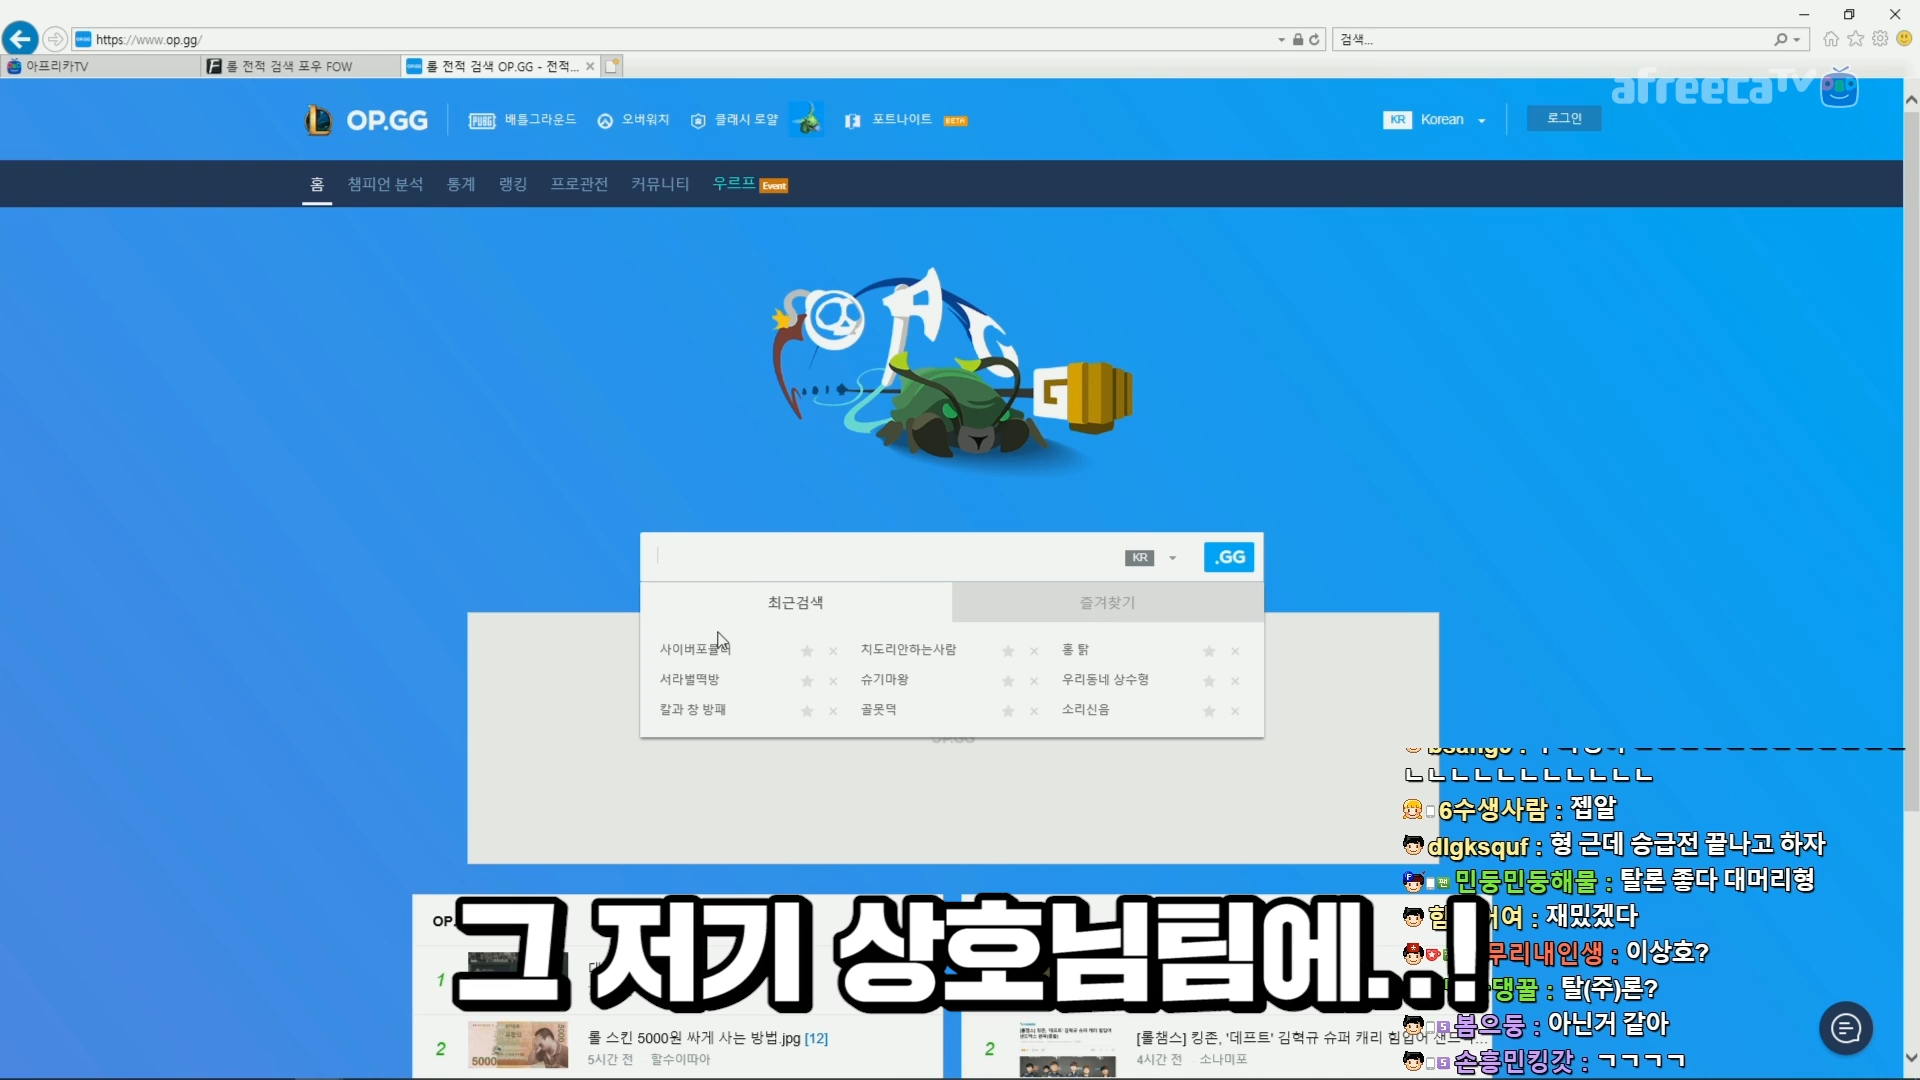 https://www.op.gg/
검색...
아프리카TV
롤 전적 검색 포우 FOW
롤 전적 검색 OP.GG - 전적...
afreecaTV
OP.GG
PUBG 배틀그라운드
오버워치
클래시 로얄
포트나이트 BETA
KR Korean
로그인
홈 챔피언 분석 통계 랭킹 프로관전 커뮤니티 우르프 Event
KR
.GG
최근검색
즐겨찾기
치도리안하는사람
홍 탉
서라벌떡방
슈기마왕
우리동네 상수형
칼과 창 방패
골못덕
소리신음
OP.GG
ㄴㄴㄴㄴㄴㄴㄴㄴㄴㄴㄴ
6수생사람 : 젭알
dlgksquf : 형 근데 승급전 끝나고 하자
민둥민둥해물 : 탈론 좋다 대머리형
재밌겠다
무리내인생 : 이상호?
댕꿀 : 탈(주)론?
봄으둥 : 아닌거 같아
손흥민킹갓 : ㄱㄱㄱㄱ
그 저기 상호님팀에..!
OP.
1
2
롤 스킨 5000원 싸게 사는 방법.jpg [12]
5시간 전 할수이따아
2
[롤챔스] 킹존, '데프트' 김혁규 슈퍼 캐리 힘입어
4시간 전 소나미포